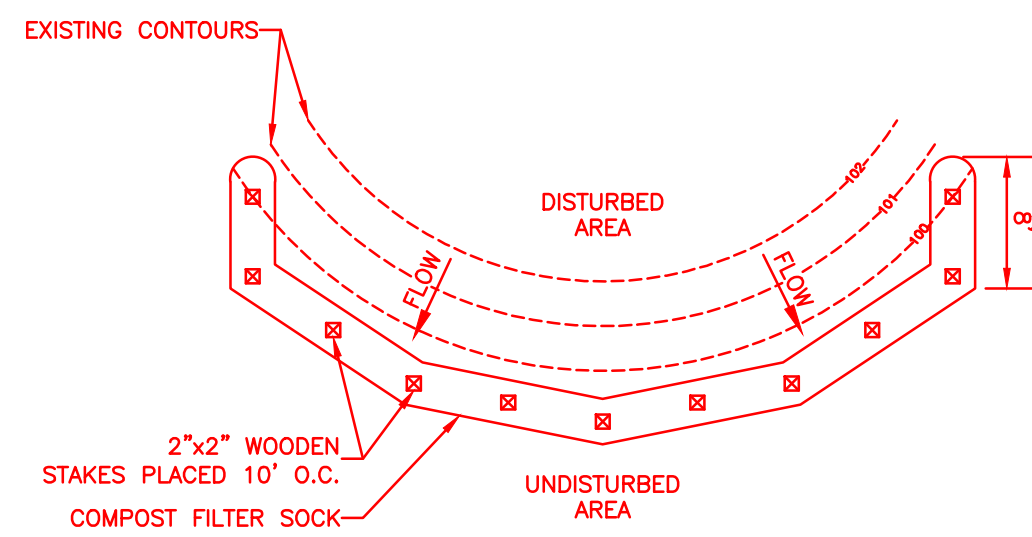 EXISTING CONTOURS
102
101
100
DISTURBED
AREA
8'
FLOW
FLOW
2"x2" WOODEN
STAKES PLACED 10' O.C.
COMPOST FILTER SOCK
UNDISTURBED
AREA